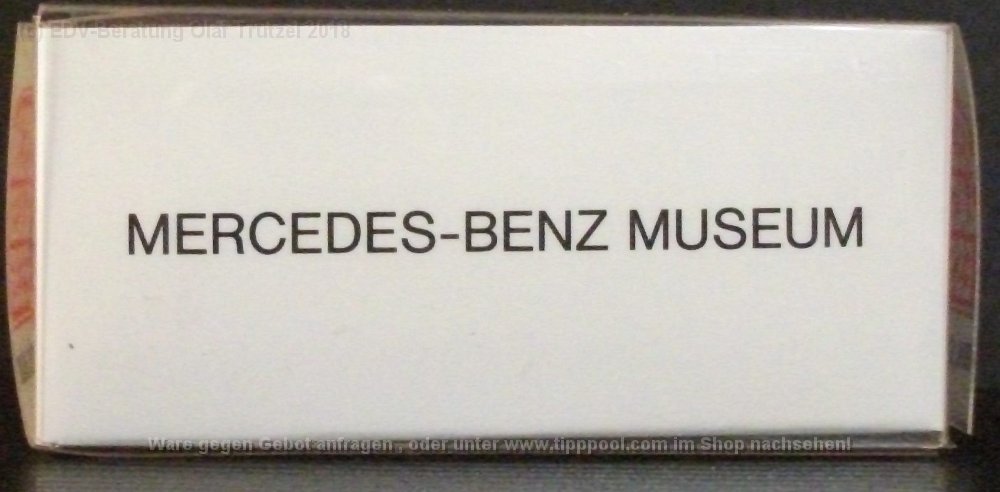 (c) EDV-Beratung Olaf Trutzel 2018
MERCEDES-BENZ MUSEUM
Ware gegen Gebot anfragen , oder unter www.tipppool.com im Shop nachsehen!